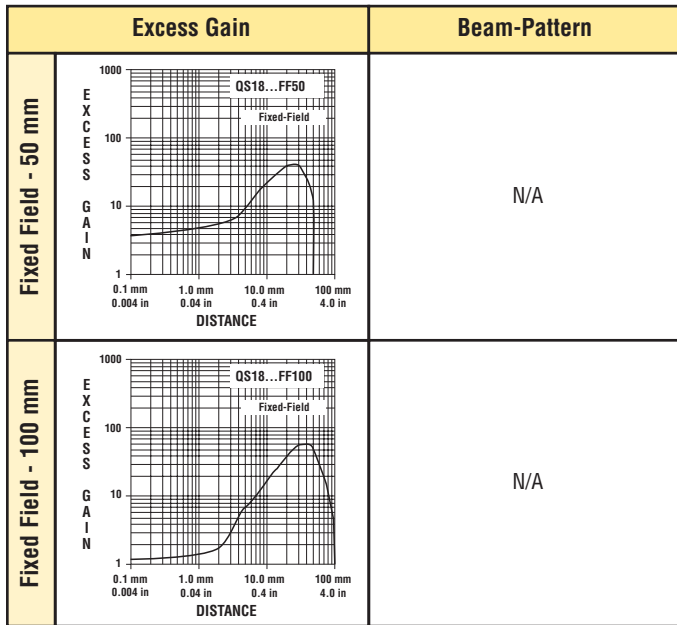 Excess Gain
Beam-Pattern
Fixed Field - 50 mm
EXCESS GAIN
1000
100
10
1
QS18...FF50
Fixed-Field
0.1 mm
0.004 in
1.0 mm
0.04 in
10.0 mm
0.4 in
100 mm
4.0 in
DISTANCE
N/A
Fixed Field - 100 mm
EXCESS GAIN
1000
100
10
1
QS18...FF100
Fixed-Field
0.1 mm
0.004 in
1.0 mm
0.04 in
10.0 mm
0.4 in
100 mm
4.0 in
DISTANCE
N/A